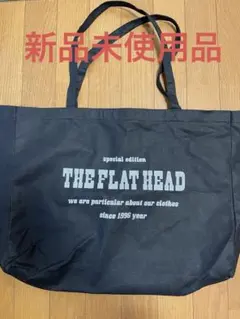 新品未使用品
special edition
THE FLAT HEAD
we are particular about our clothes
since 1996 year